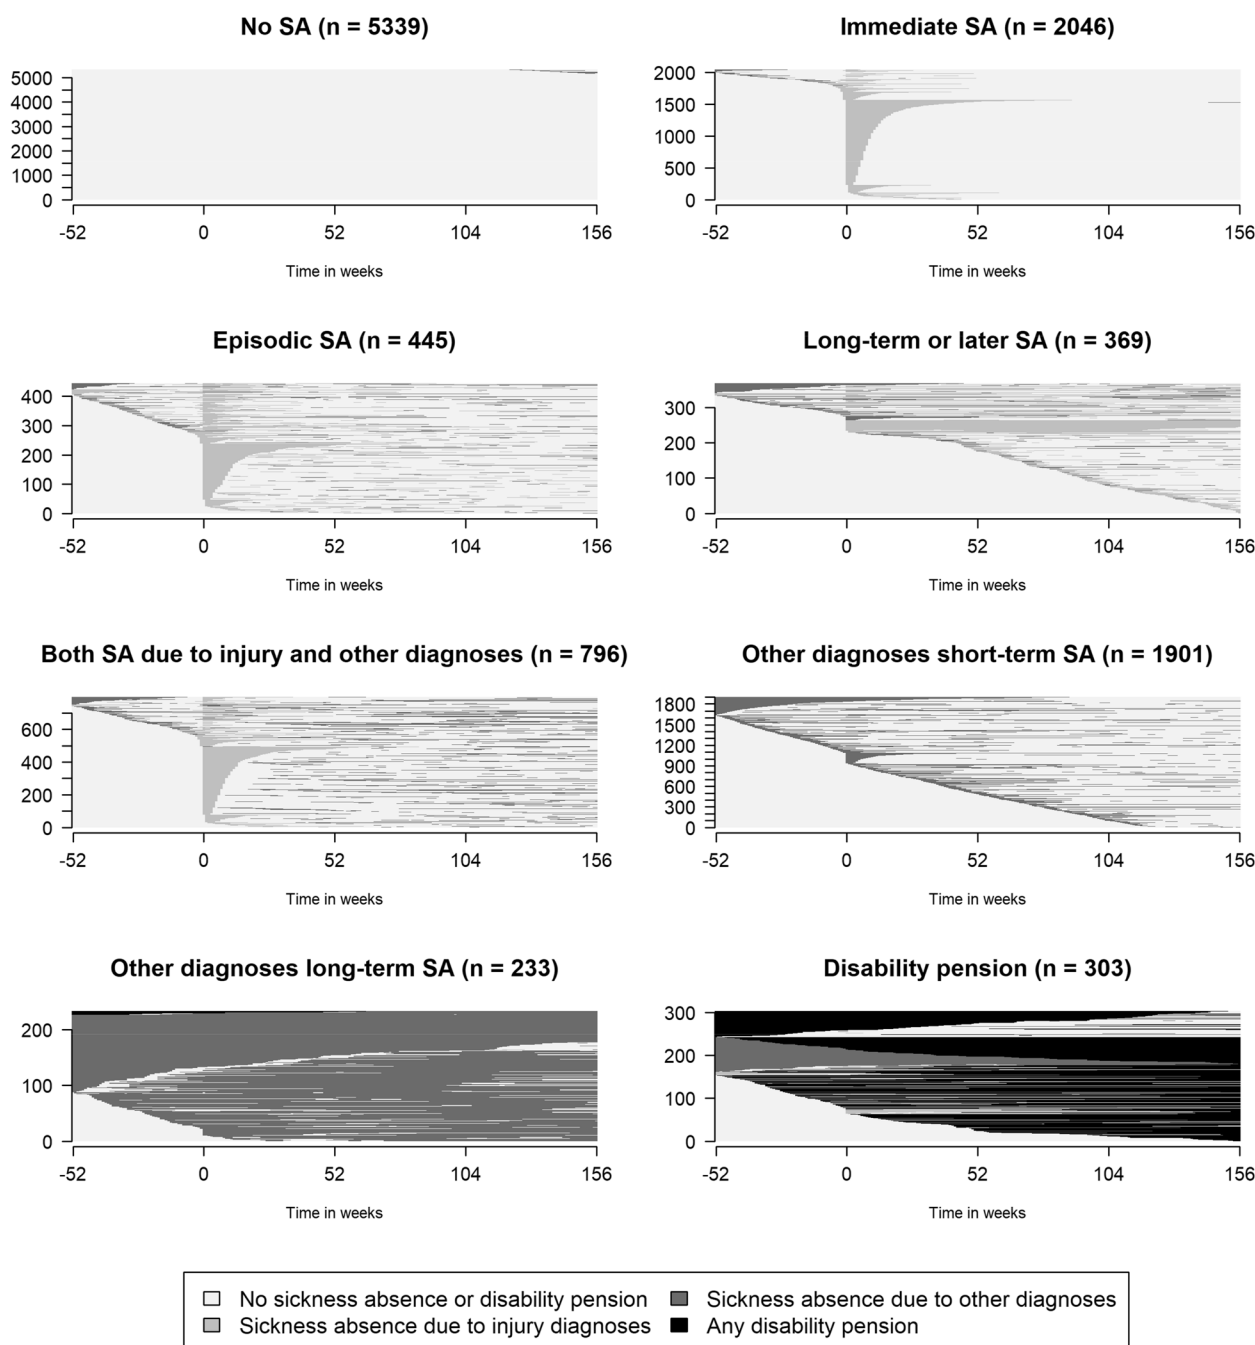 No SA (n = 5339)
5000
4000
3000
2000
1000
0
-52 0 52 104 156
Time in weeks
Immediate SA (n = 2046)
2000
1500
1000
500
0
-52 0 52 104 156
Time in weeks
Episodic SA (n = 445)
400
300
200
100
0
-52 0 52 104 156
Time in weeks
Long-term or later SA (n = 369)
300
200
100
0
-52 0 52 104 156
Time in weeks
Both SA due to injury and other diagnoses (n = 796)
600
400
200
0
-52 0 52 104 156
Time in weeks
Other diagnoses short-term SA (n = 1901)
1800
1500
1200
900
600
300
0
-52 0 52 104 156
Time in weeks
Other diagnoses long-term SA (n = 233)
200
100
0
-52 0 52 104 156
Time in weeks
Disability pension (n = 303)
300
200
100
0
-52 0 52 104 156
Time in weeks
No sickness absence or disability pension
Sickness absence due to injury diagnoses
Sickness absence due to other diagnoses
Any disability pension